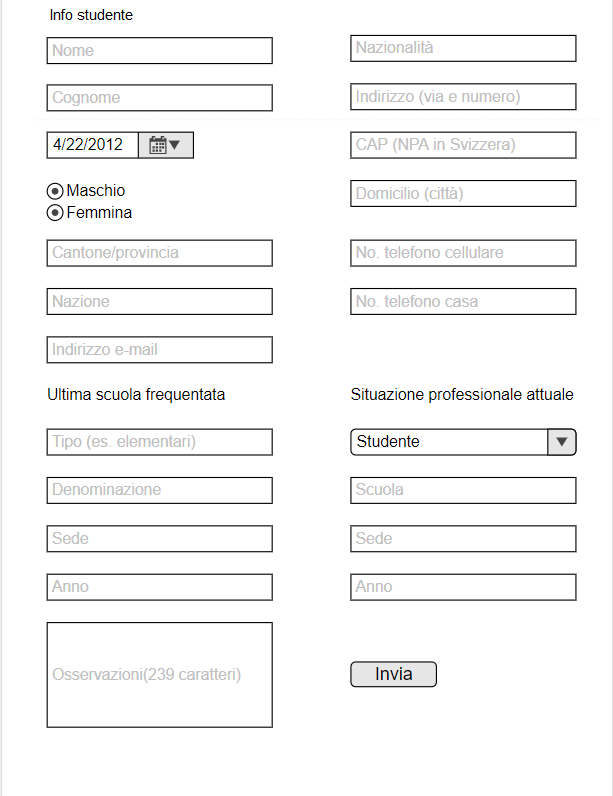 Info studente
Nome
Nazionalità
Cognome
Indirizzo (via e numero)
4/22/2012
CAP (NPA in Svizzera)
Maschio
Domicilio (città)
Femmina
Cantone/provincia
No. telefono cellulare
Nazione
No. telefono casa
Indirizzo e-mail
Ultima scuola frequentata
Situazione professionale attuale
Tipo (es. elementari)
Studente
Denominazione
Scuola
Sede
Sede
Anno
Anno
Osservazioni(239 caratteri)
Invia